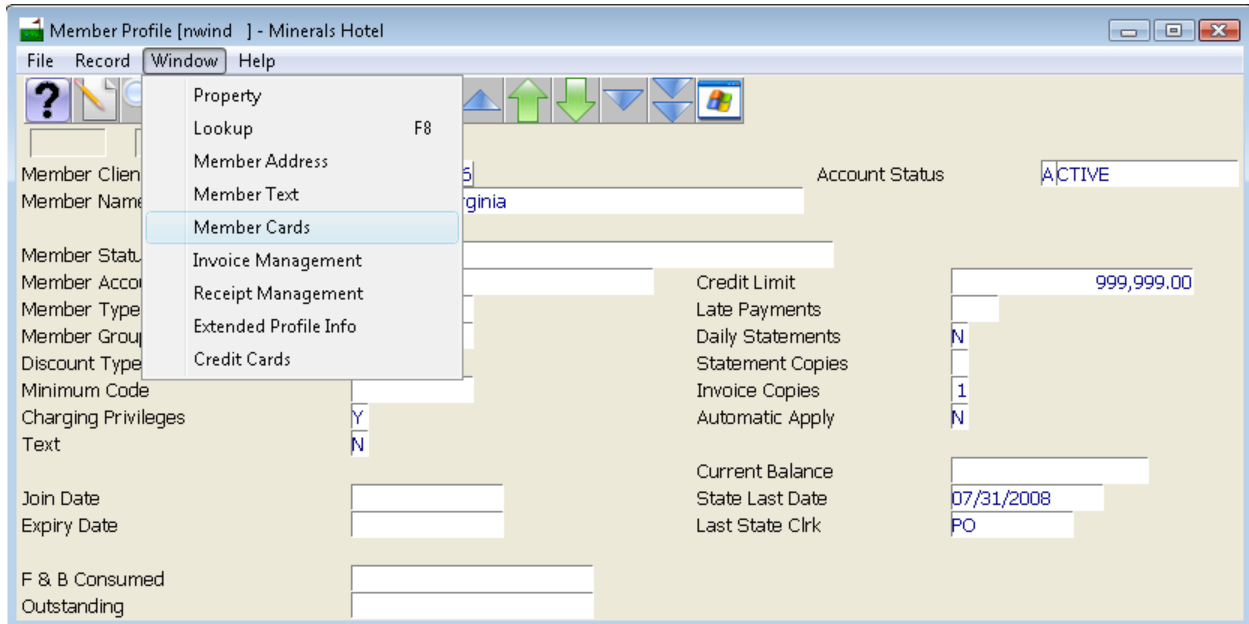 Member Profile [nwind ] - Minerals Hotel
File Record Window Help
?
Property
Lookup F8
Member Address
Member Text
Member Cards
Invoice Management
Receipt Management
Extended Profile Info
Credit Cards
Member Clien 6 Account Status ACTIVE
Member Name rginia
Member Statu
Member Accou Credit Limit 999,999.00
Member Type Late Payments
Member Group Daily Statements N
Discount Type Statement Copies
Minimum Code Invoice Copies 1
Charging Privileges Y Automatic Apply N
Text N
Current Balance
Join Date State Last Date 07/31/2008
Expiry Date Last State Clrk PO
F & B Consumed
Outstanding